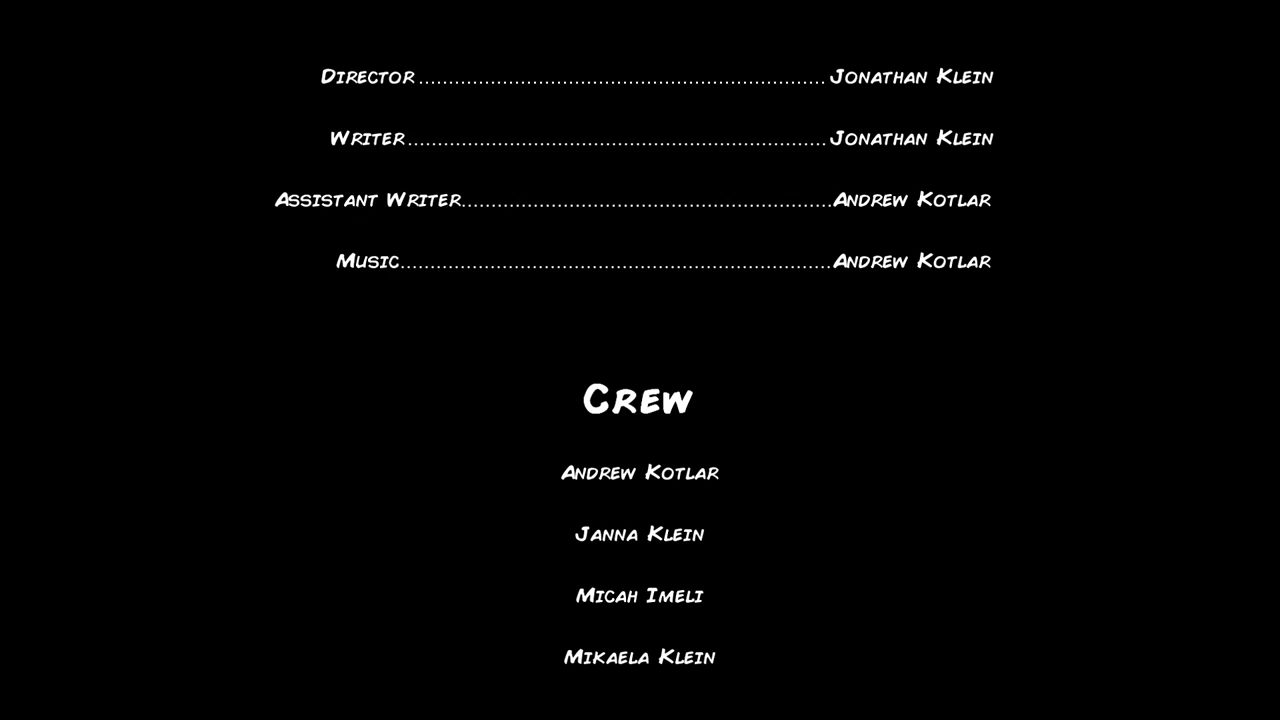 Director.......................................................................Jonathan Klein
Writer.........................................................................Jonathan Klein
Assistant Writer................................................................Andrew Kotlar
Music...........................................................................Andrew Kotlar
Crew
Andrew Kotlar
Janna Klein
Micah Imeli
Mikaela Klein